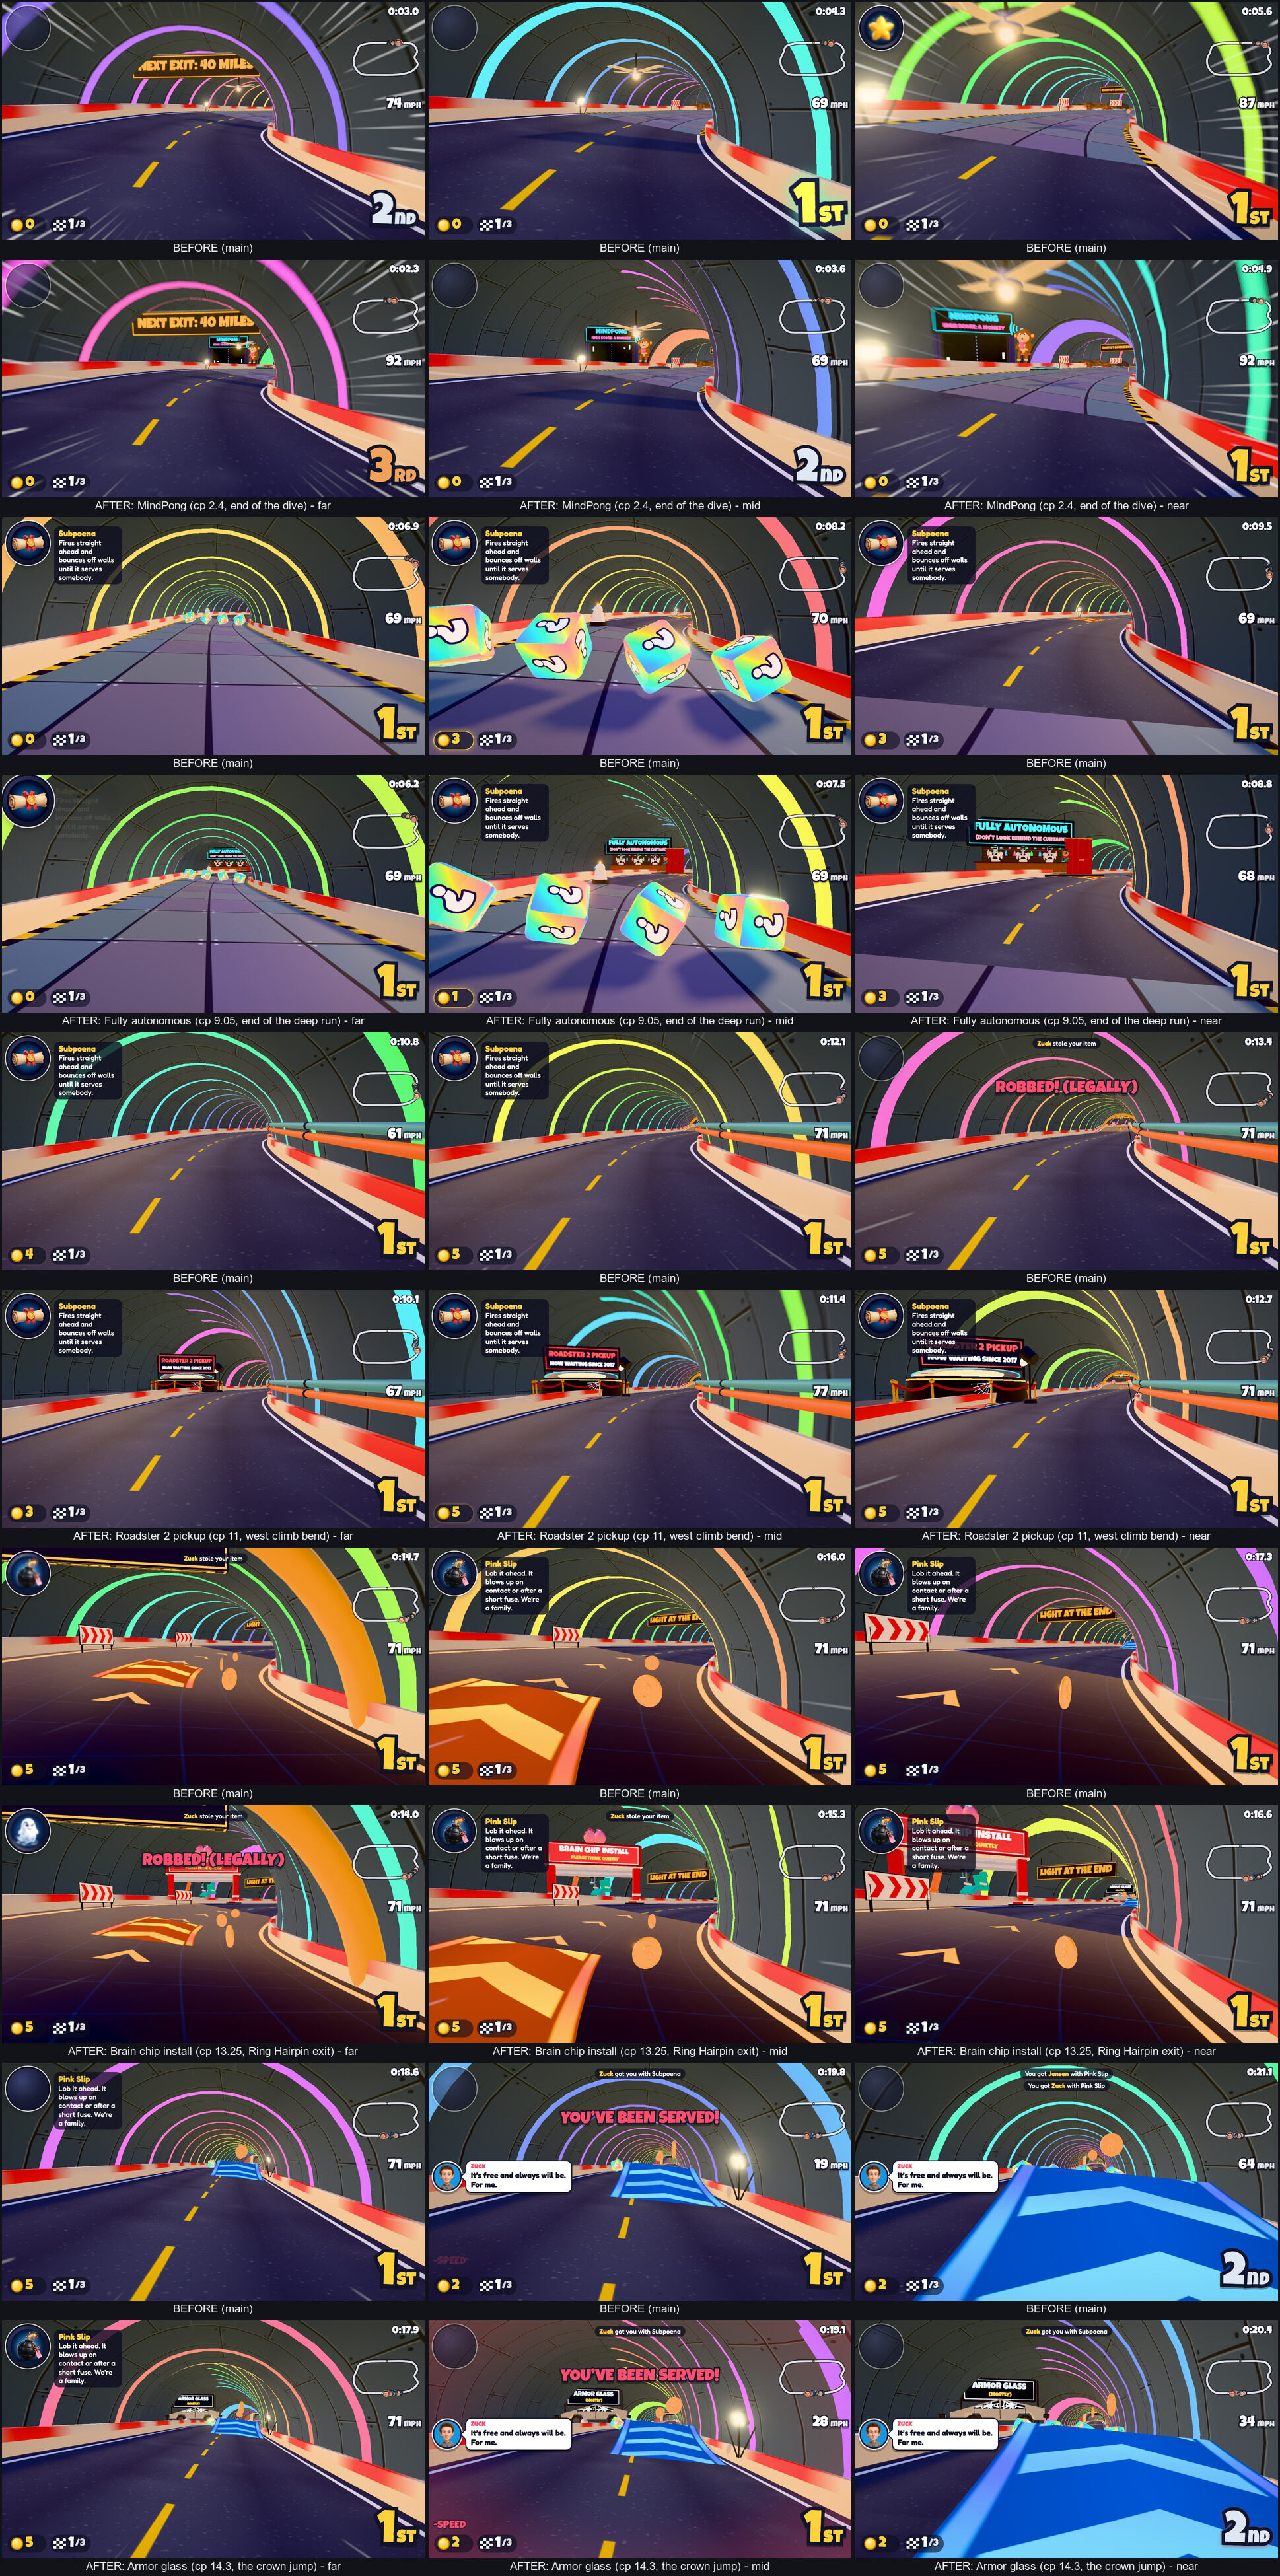 0:03.0
NEXT EXIT: 40 MILES
74 MPH
2ND
0
1/3
BEFORE (main)
0:04.3
69 MPH
1ST
0
1/3
BEFORE (main)
0:05.6
87 MPH
1ST
0
1/3
BEFORE (main)
0:02.3
NEXT EXIT: 40 MILES
MINDPONG
92 MPH
3RD
0
1/3
AFTER: MindPong (cp 2.4, end of the dive) - far
0:03.6
MINDPONG
69 MPH
2ND
0
1/3
AFTER: MindPong (cp 2.4, end of the dive) - mid
0:04.9
MINDPONG
92 MPH
1ST
0
1/3
AFTER: MindPong (cp 2.4, end of the dive) - near
Subpoena
Fires straight
ahead and
bounces off walls
until it serves
somebody.
0:06.9
69 MPH
1ST
0
1/3
BEFORE (main)
Subpoena
Fires straight
ahead and
bounces off walls
until it serves
somebody.
0:08.2
70 MPH
1ST
3
1/3
BEFORE (main)
Subpoena
Fires straight
ahead and
bounces off walls
until it serves
somebody.
0:09.5
69 MPH
1ST
3
1/3
BEFORE (main)
0:06.2
FULLY AUTONOMOUS
69 MPH
1ST
0
1/3
AFTER: Fully autonomous (cp 9.05, end of the deep run) - far
Subpoena
Fires straight
ahead and
bounces off walls
until it serves
somebody.
0:07.5
FULLY AUTONOMOUS
(DON'T LOOK BEHIND THE CURTAIN)
69 MPH
1ST
1
1/3
AFTER: Fully autonomous (cp 9.05, end of the deep run) - mid
Subpoena
Fires straight
ahead and
bounces off walls
until it serves
somebody.
0:08.8
FULLY AUTONOMOUS
(DON'T LOOK BEHIND THE CURTAIN)
68 MPH
1ST
3
1/3
AFTER: Fully autonomous (cp 9.05, end of the deep run) - near
Subpoena
Fires straight
ahead and
bounces off walls
until it serves
somebody.
0:10.8
61 MPH
1ST
4
1/3
BEFORE (main)
Subpoena
Fires straight
ahead and
bounces off walls
until it serves
somebody.
0:12.1
71 MPH
1ST
5
1/3
BEFORE (main)
Zuck stole your item
0:13.4
ROBBED! (LEGALLY)
71 MPH
1ST
5
1/3
BEFORE (main)
Subpoena
Fires straight
ahead and
bounces off walls
until it serves
somebody.
0:10.1
ROADSTER 2 PICKUP
NOW WAITING SINCE 2017
67 MPH
1ST
3
1/3
AFTER: Roadster 2 pickup (cp 11, west climb bend) - far
Subpoena
Fires straight
ahead and
bounces off walls
until it serves
somebody.
0:11.4
ROADSTER 2 PICKUP
NOW WAITING SINCE 2017
77 MPH
1ST
5
1/3
AFTER: Roadster 2 pickup (cp 11, west climb bend) - mid
Subpoena
Fires straight
ahead and
bounces off walls
until it serves
somebody.
0:12.7
2 PICKUP
NOW WAITING SINCE 2017
71 MPH
1ST
5
1/3
AFTER: Roadster 2 pickup (cp 11, west climb bend) - near
Zuck stole your item
0:14.7
LIGHT
71 MPH
1ST
5
1/3
BEFORE (main)
Pink Slip
Lob it ahead. It
blows up on
contact or after a
short fuse. We're
a family.
0:16.0
LIGHT AT THE E
71 MPH
1ST
5
1/3
BEFORE (main)
Pink Slip
Lob it ahead. It
blows up on
contact or after a
short fuse. We're
a family.
0:17.3
LIGHT AT THE END
71 MPH
1ST
5
1/3
BEFORE (main)
Zuck stole your item
0:14.0
ROBBED! (LEGALLY)
LIGHT AT
71 MPH
1ST
5
1/3
AFTER: Brain chip install (cp 13.25, Ring Hairpin exit) - far
Zuck stole your item
Pink Slip
Lob it ahead. It
blows up on
contact or after a
short fuse. We're
a family.
0:15.3
BRAIN CHIP INSTALL
PLEASE THINK QUIETLY
LIGHT AT THE END
71 MPH
1ST
5
1/3
AFTER: Brain chip install (cp 13.25, Ring Hairpin exit) - mid
Pink Slip
Lob it ahead. It
blows up on
contact or after a
short fuse. We're
a family.
0:16.6
INSTALL
QUIETLY
LIGHT AT THE END
71 MPH
1ST
5
1/3
AFTER: Brain chip install (cp 13.25, Ring Hairpin exit) - near
Pink Slip
Lob it ahead. It
blows up on
contact or after a
short fuse. We're
a family.
0:18.6
71 MPH
1ST
5
1/3
BEFORE (main)
Zuck got you with Subpoena
0:19.8
YOU'VE BEEN SERVED!
19 MPH
ZUCK
It's free and always will be.
For me.
-SPEED
1ST
2
1/3
BEFORE (main)
You got Jensen with Pink Slip
You got Zuck with Pink Slip
0:21.1
64 MPH
ZUCK
It's free and always will be.
For me.
2ND
2
1/3
BEFORE (main)
Pink Slip
Lob it ahead. It
blows up on
contact or after a
short fuse. We're
a family.
0:17.9
ARMOR GLASS
71 MPH
1ST
5
1/3
AFTER: Armor glass (cp 14.3, the crown jump) - far
Zuck got you with Subpoena
0:19.1
YOU'VE BEEN SERVED!
ARMOR GLASS
(MOSTLY)
28 MPH
ZUCK
It's free and always will be.
For me.
-SPEED
1ST
2
1/3
AFTER: Armor glass (cp 14.3, the crown jump) - mid
Zuck got you with Subpoena
0:20.4
ARMOR GLASS
(MOSTLY)
34 MPH
ZUCK
It's free and always will be.
For me.
2ND
2
1/3
AFTER: Armor glass (cp 14.3, the crown jump) - near